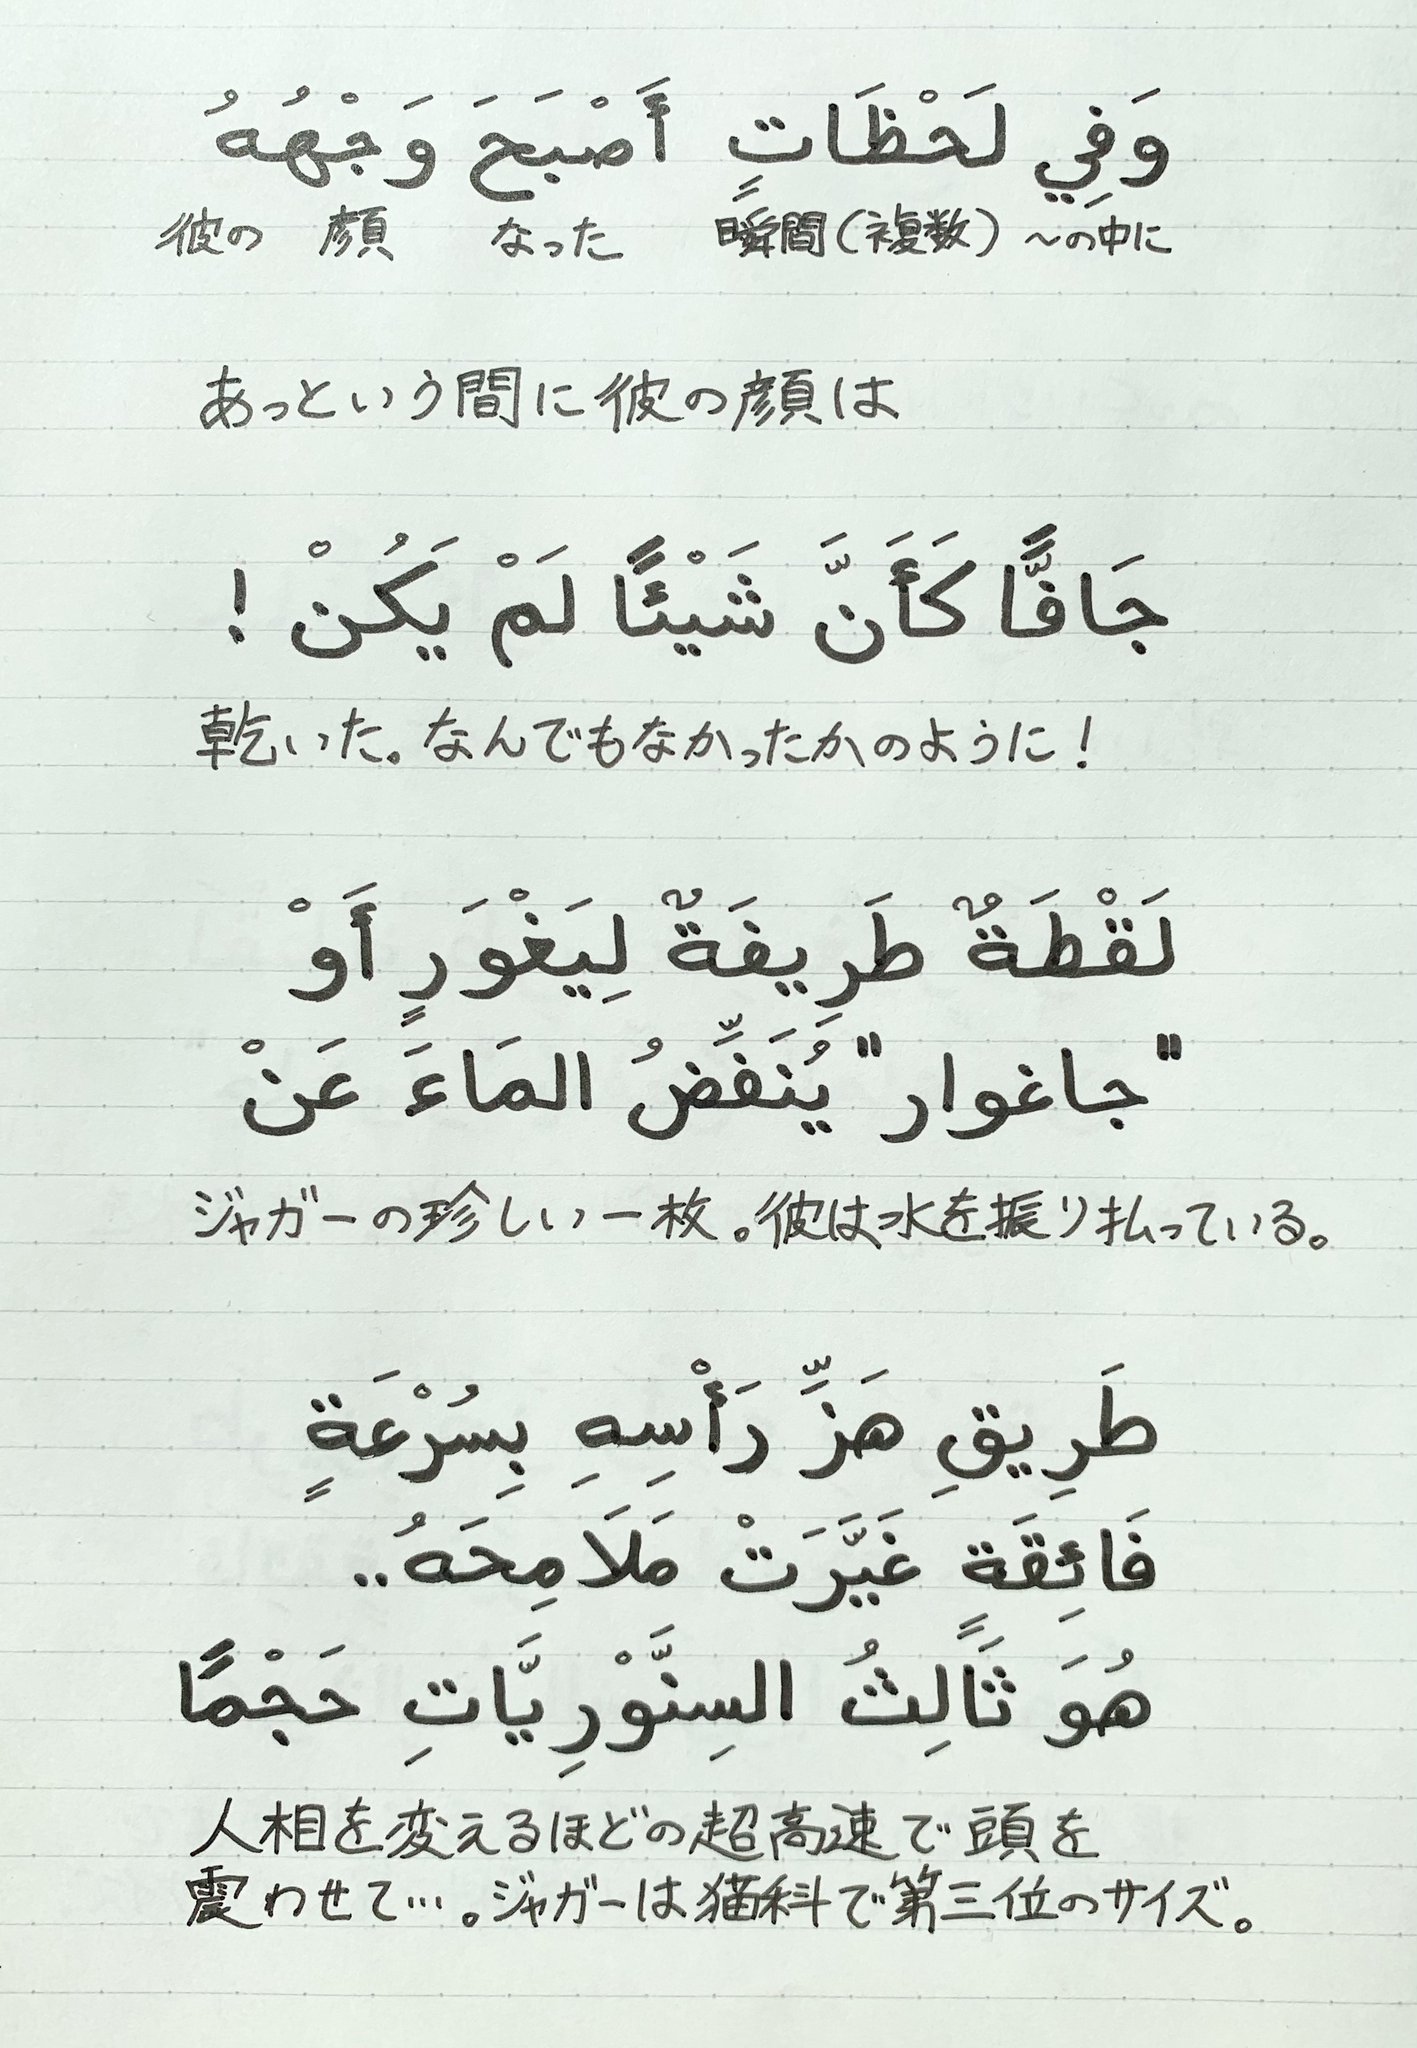 وَفِي لَحْظَاتٍ أَصْبَحَ وَجْهُهُ
彼の 顔 なった 瞬間(複数) 〜の中に
あっという間に彼の顔は
جَافًّا كَأَنَّ شَيْئًا لَمْ يَكُنْ !
乾いた。なんでもなかったかのように!
لَقْطَةٌ طَرِيفَةٌ لِيَغْوَرٍ أَوْ
"جاغوار" يُنَفِّضُ المَاءَ عَنْ
ジャガーの珍しい一枚。彼は水を振り払っている。
طَرِيقِ هَزِّ رَأْسِهِ بِسُرْعَةٍ
فَائِقَةٍ غَيَّرَتْ مَلَامِحَهُ..
هُوَ ثَالِثُ السِنَّوْرِيَّاتِ حَجْمًا
人相を変えるほどの超高速で頭を
震わせて…。ジャガーは猫科で第三位のサイズ。